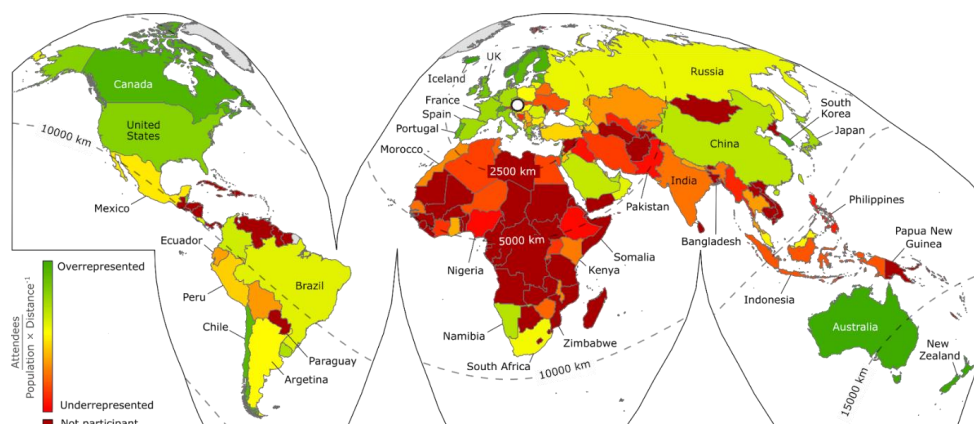 UK
Iceland
Russia
Canada
France
Spain
Portugal
South
Korea
Japan
United
States
China
10000 km
Morocco
2500 km
India
Mexico
Pakistan
Philippines
Ecuador
5000 km
Bangladesh
Papua New
Guinea
Somalia
Nigeria
Kenya
Overrepresented
Peru
Brazil
Indonesia
Attendees
Population × Distance⁻¹
Chile
Namibia
Zimbabwe
Australia
Paraguay
South Africa
10000 km
New
Zealand
Argetina
15000 km
Underrepresented
Not participant